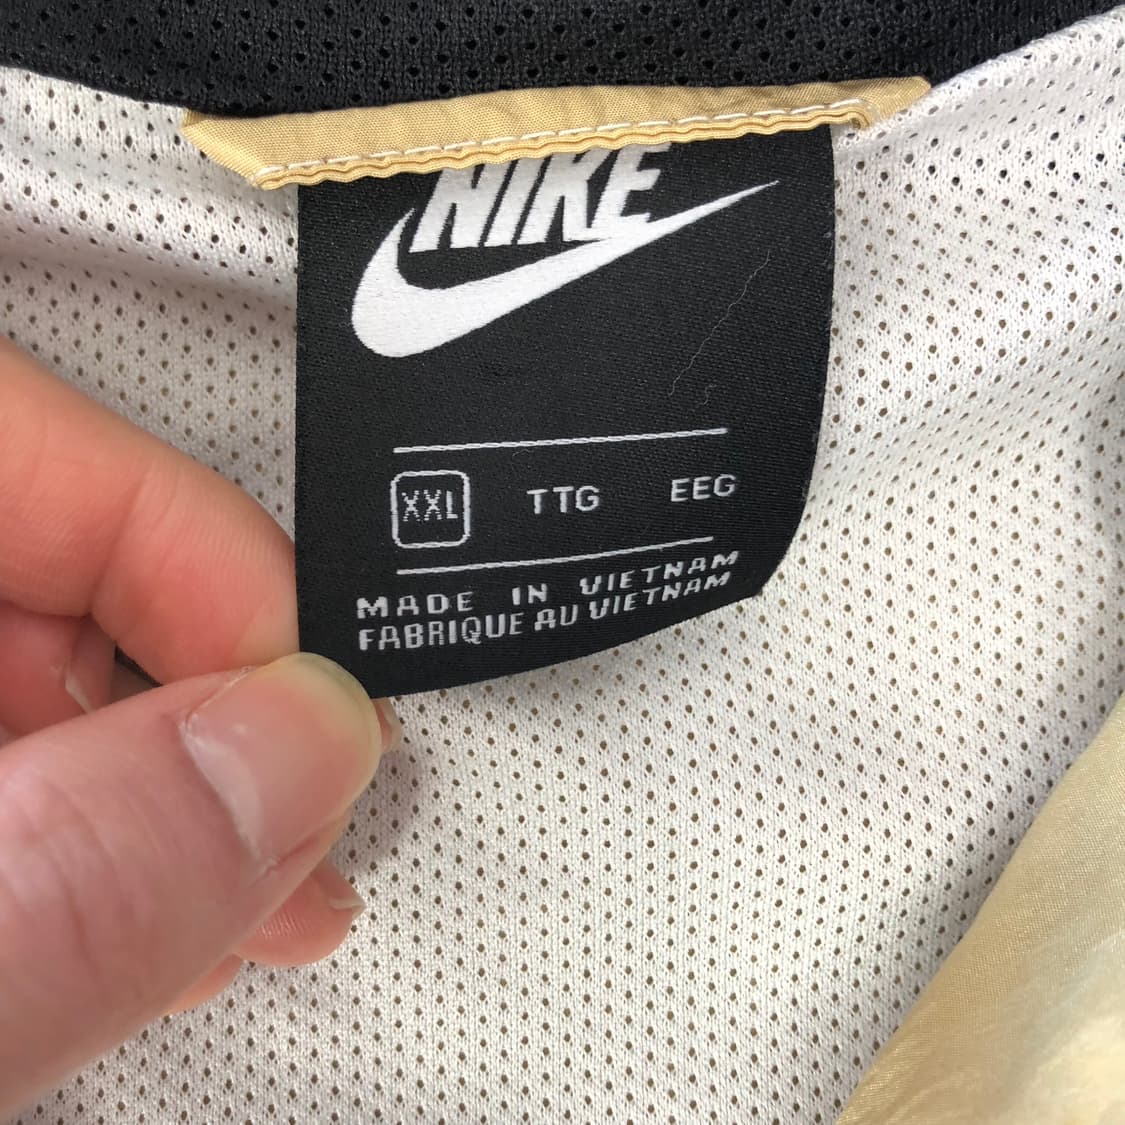 NIKE
XXL TTG EEG
MADE IN VIETNAM
FABRIQUE AU VIETNAM